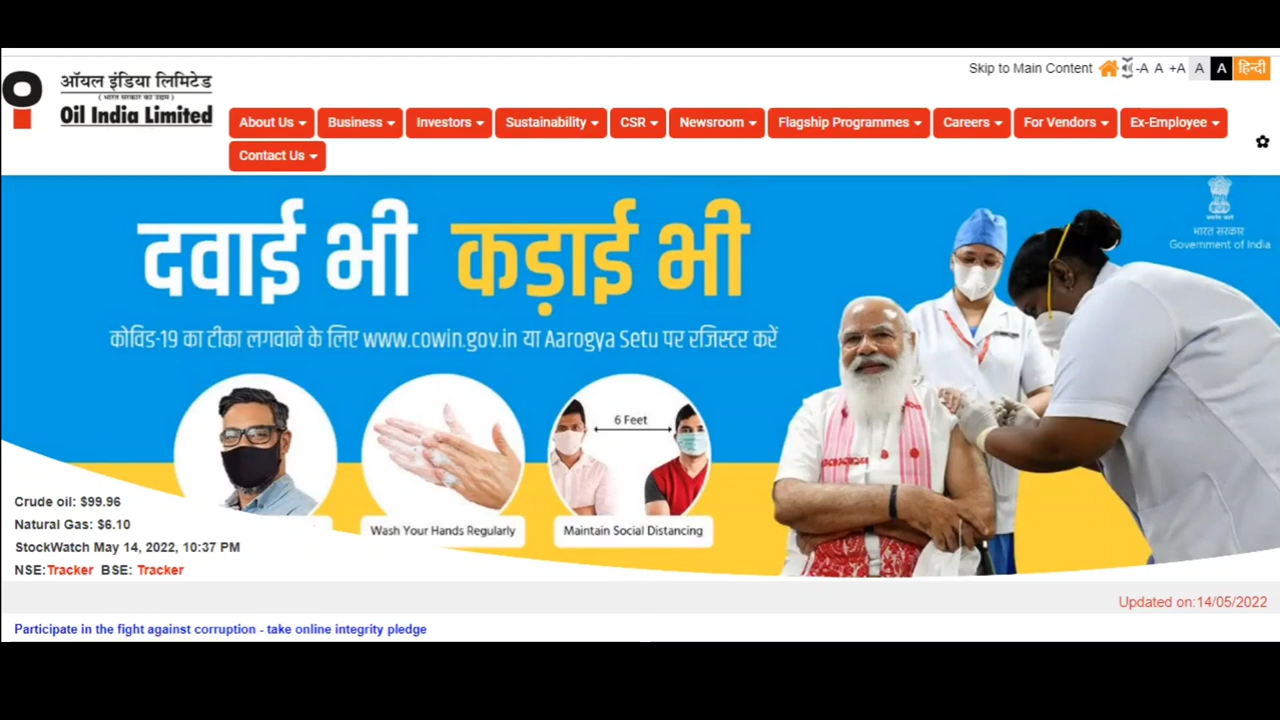 Skip to Main Content -A A +A A A हिन्दी
ऑयल इंडिया लिमिटेड
( भारत सरकार का उद्यम )
Oil India Limited
About Us Business Investors Sustainability CSR Newsroom Flagship Programmes Careers For Vendors Ex-Employee
Contact Us
भारत सरकार
Government of India
दवाई भी कड़ाई भी
कोविड-19 का टीका लगवाने के लिए www.cowin.gov.in या Aarogya Setu पर रजिस्टर करें
6 Feet
Wash Your Hands Regularly
Maintain Social Distancing
Crude oil: $99.96
Natural Gas: $6.10
StockWatch May 14, 2022, 10:37 PM
NSE:Tracker BSE: Tracker
Updated on:14/05/2022
Participate in the fight against corruption - take online integrity pledge